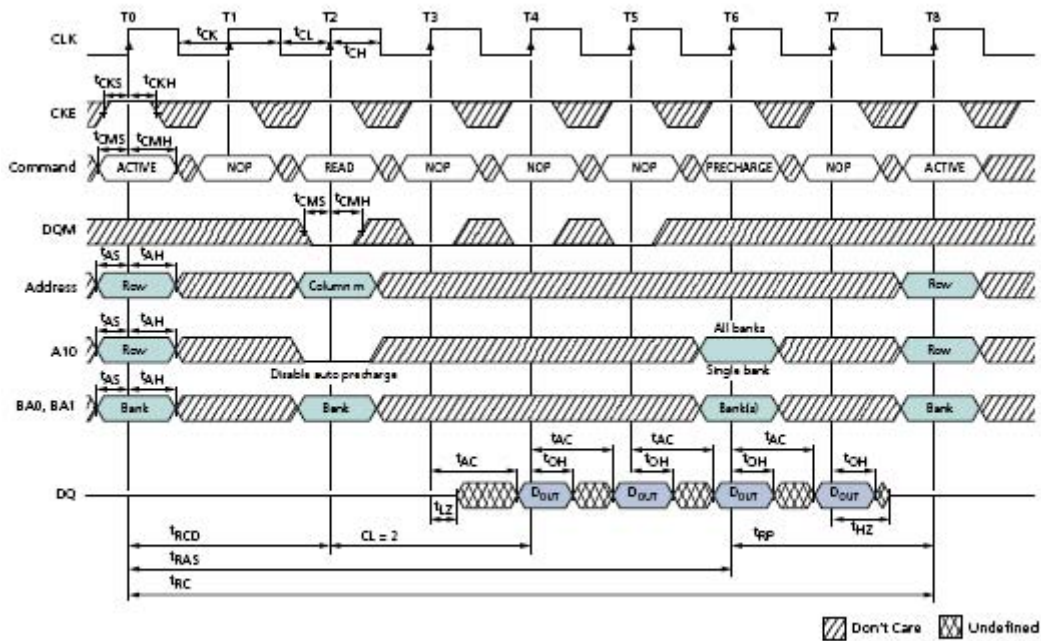 T0 T1 T2 T3 T4 T5 T6 T7 T8
CLK
tCK tCL tCH
tCKS tCKH
CKE
tCMS tCMH
Command ACTIVE NOP READ NOP NOP NOP PRECHARGE NOP ACTIVE
tCMS tCMH
DQM
tAS tAH
Address Row Column m Row
tAS tAH All banks
A10 Row Row
Disable auto precharge Single bank
tAS tAH
BA0, BA1 Bank Bank Bank(s) Bank
tAC tAC tAC tAC
tOH tOH tOH tOH
DQ DOUT DOUT DOUT DOUT
tLZ tHZ
tRCD CL = 2 tRP
tRAS
tRC
Don't Care Undefined